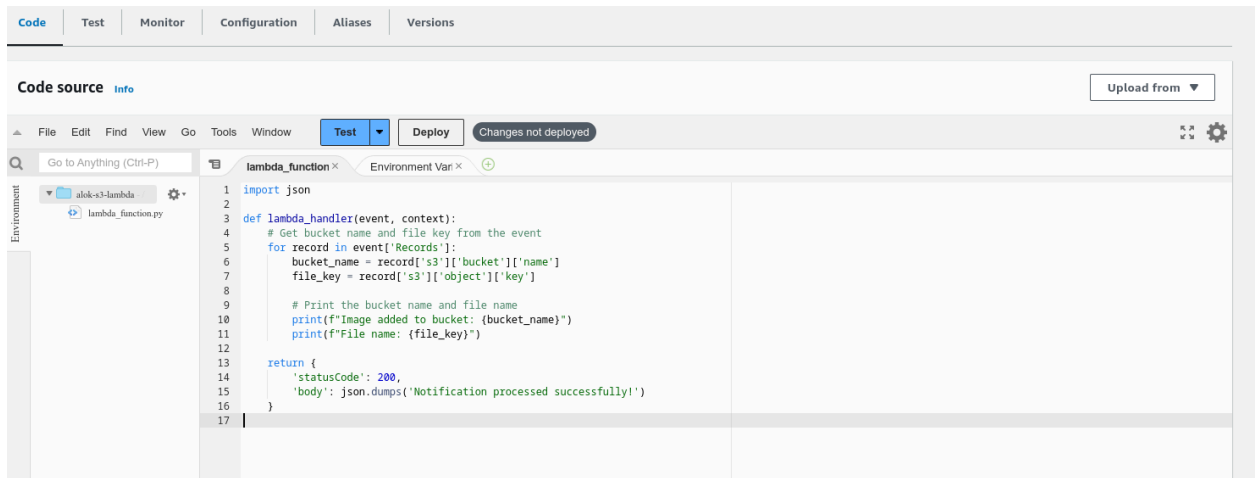 Code Test Monitor Configuration Aliases Versions
Code source Info Upload from ▼
File Edit Find View Go Tools Window Test Deploy Changes not deployed
Go to Anything (Ctrl-P) lambda_function × Environment Vari ×
Environment
alok-s3-lambda
lambda_function.py
1 import json
2
3 def lambda_handler(event, context):
4     # Get bucket name and file key from the event
5     for record in event['Records']:
6         bucket_name = record['s3']['bucket']['name']
7         file_key = record['s3']['object']['key']
8
9         # Print the bucket name and file name
10         print(f"Image added to bucket: {bucket_name}")
11         print(f"File name: {file_key}")
12
13     return {
14         'statusCode': 200,
15         'body': json.dumps('Notification processed successfully!')
16     }
17